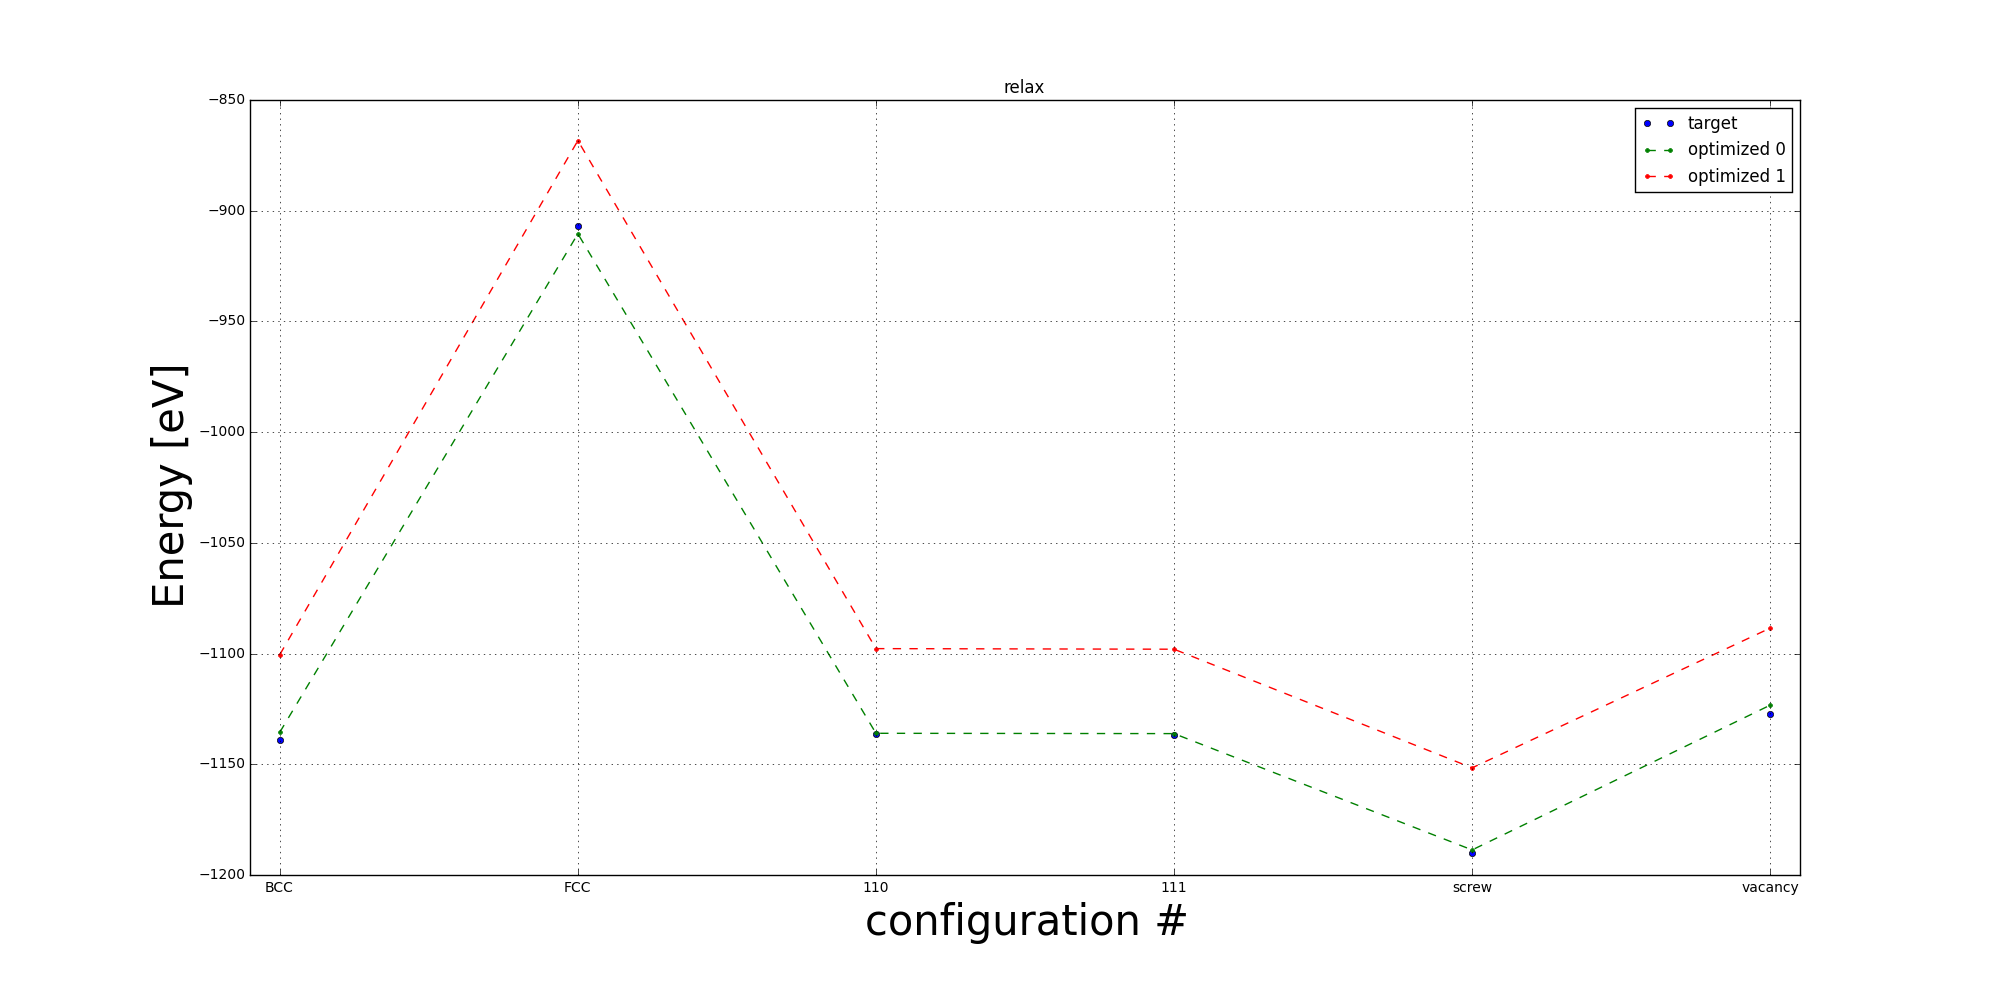 relax
−850
−900
−950
−1000
−1050
−1100
−1150
−1200
Energy [eV]
target
optimized 0
optimized 1
BCC FCC 110 111 screw vacancy
configuration #